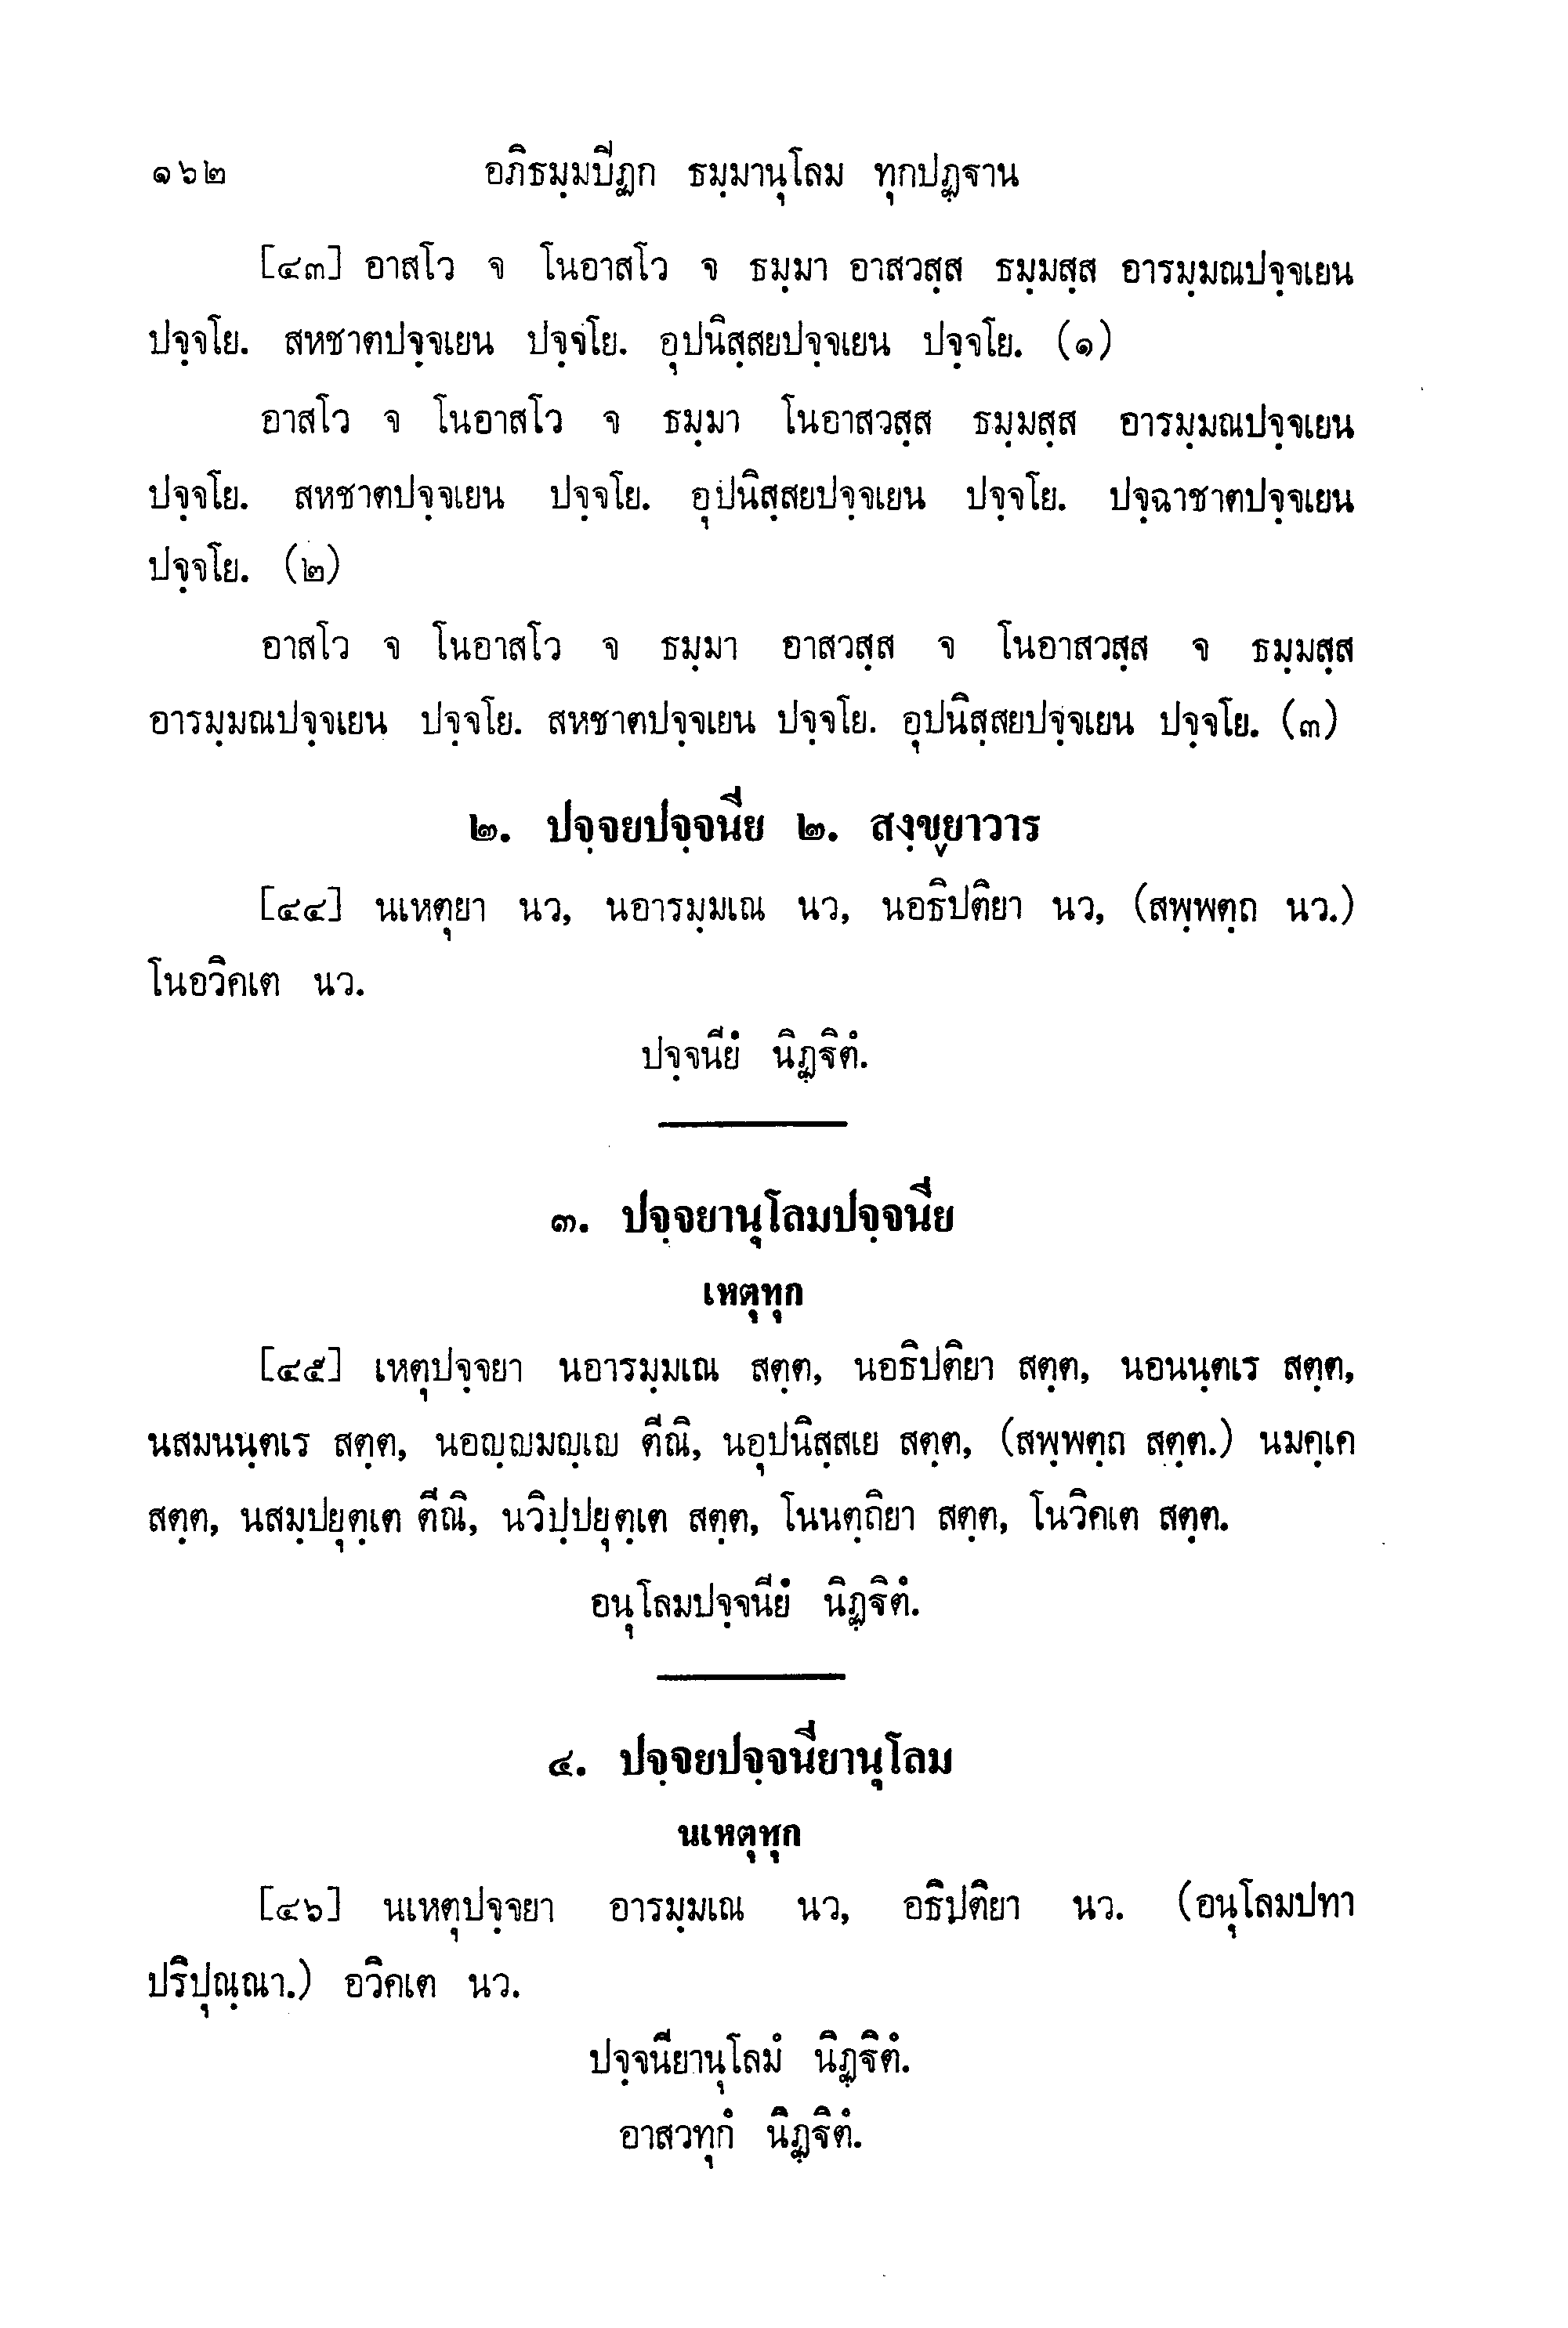 ๑๖๒ อภิธมฺมปีฏก ธมฺมานุโลม ทุกปฏฺฐาน
[๔๓] อาสโว จ โนอาสโว จ ธมฺมา อาสวสฺส ธมฺมสฺส อารมฺมณปจฺจเยน
ปจฺจโย. สหชาตปจฺจเยน ปจฺจโย. อุปนิสฺสยปจฺจเยน ปจฺจโย. (๑)
อาสโว จ โนอาสโว จ ธมฺมา โนอาสวสฺส ธมฺมสฺส อารมฺมณปจฺจเยน
ปจฺจโย. สหชาตปจฺจเยน ปจฺจโย. อุปนิสฺสยปจฺจเยน ปจฺจโย. ปจฺฉาชาตปจฺจเยน
ปจฺจโย. (๒)
อาสโว จ โนอาสโว จ ธมฺมา อาสวสฺส จ โนอาสวสฺส จ ธมฺมสฺส
อารมฺมณปจฺจเยน ปจฺจโย. สหชาตปจฺจเยน ปจฺจโย. อุปนิสฺสยปจฺจเยน ปจฺจโย. (๓)
๒. ปจฺจยปจฺจนีย ๒. สงฺขฺยาวาร
[๔๔] นเหตุยา นว, นอารมฺมเณ นว, นอธิปติยา นว, (สพฺพตฺถ นว.)
โนอวิคเต นว.
ปจฺจนียํ นิฏฺฐิตํ.
๓. ปจฺจยานุโลมปจฺจนีย
เหตุทุก
[๔๕] เหตุปจฺจยา นอารมฺมเณ สตฺต, นอธิปติยา สตฺต, นอนนฺตเร สตฺต,
นสมนนฺตเร สตฺต, นอญฺญมญฺเญ ตีณิ, นอุปนิสฺสเย สตฺต, (สพฺพตฺถ สตฺต.) นมคฺเค
สตฺต, นสมฺปยุตฺเต ตีณิ, นวิปฺปยุตฺเต สตฺต, โนนตฺถิยา สตฺต, โนวิคเต สตฺต.
อนุโลมปจฺจนียํ นิฏฺฐิตํ.
๔. ปจฺจยปจฺจนียานุโลม
นเหตุทุก
[๔๖] นเหตุปจฺจยา อารมฺมเณ นว, อธิปติยา นว. (อนุโลมปทา
ปริปุณฺณา.) อวิคเต นว.
ปจฺจนียานุโลมํ นิฏฺฐิตํ.
อาสวทุกํ นิฏฺฐิตํ.